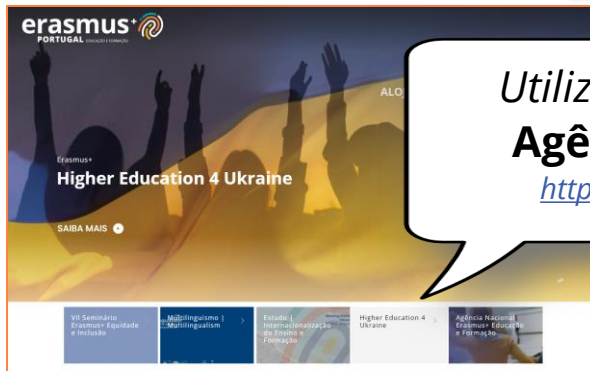 erasmus+
PORTUGAL EDUCAÇÃO E FORMAÇÃO
ALO
Utiliz
Agê
http
Erasmus+
Higher Education 4 Ukraine
SAIBA MAIS
VII Seminário
Erasmus+ Equidade
e Inclusão
Multilinguismo |
Multilingualism
Estudo |
Internacionalização
do Ensino e
Formação
Higher Education 4
Ukraine
Agência Nacional
Erasmus+ Educação
e Formação